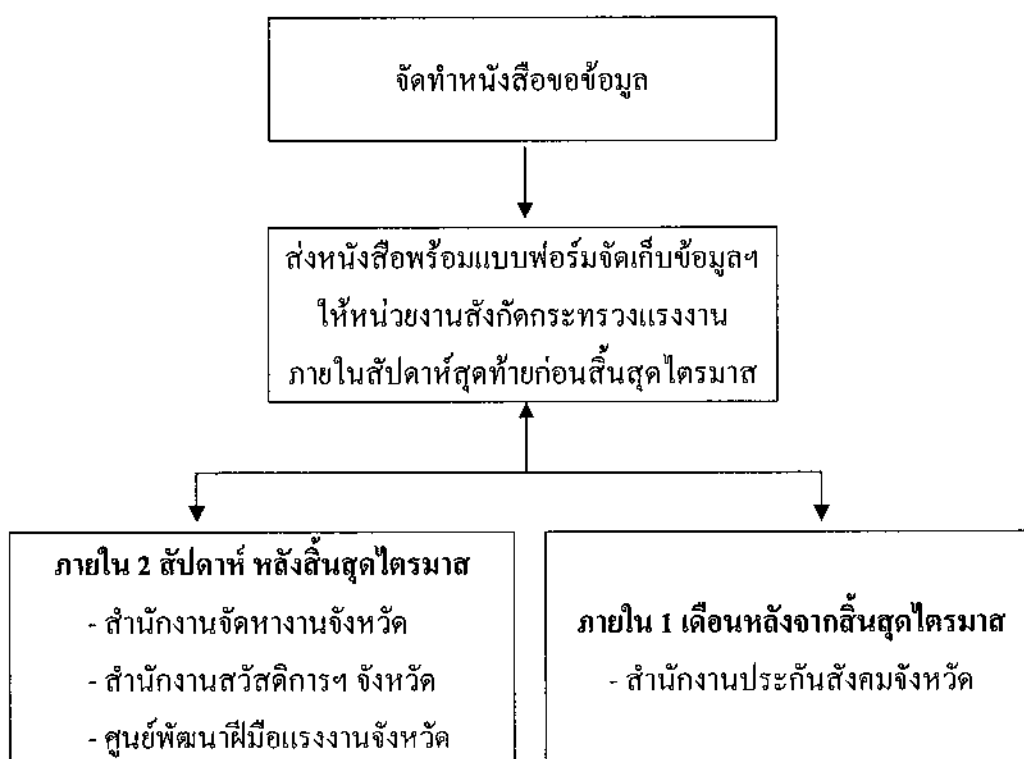 จัดทำหนังสือขอข้อมูล
ส่งหนังสือพร้อมแบบฟอร์มจัดเก็บข้อมูลฯ
ให้หน่วยงานสังกัดกระทรวงแรงงาน
ภายในสัปดาห์สุดท้ายก่อนสิ้นสุดไตรมาส
ภายใน 2 สัปดาห์ หลังสิ้นสุดไตรมาส
- สำนักงานจัดหางานจังหวัด
- สำนักงานสวัสดิการฯ จังหวัด
- ศูนย์พัฒนาฝีมือแรงงานจังหวัด
ภายใน 1 เดือนหลังจากสิ้นสุดไตรมาส
- สำนักงานประกันสังคมจังหวัด